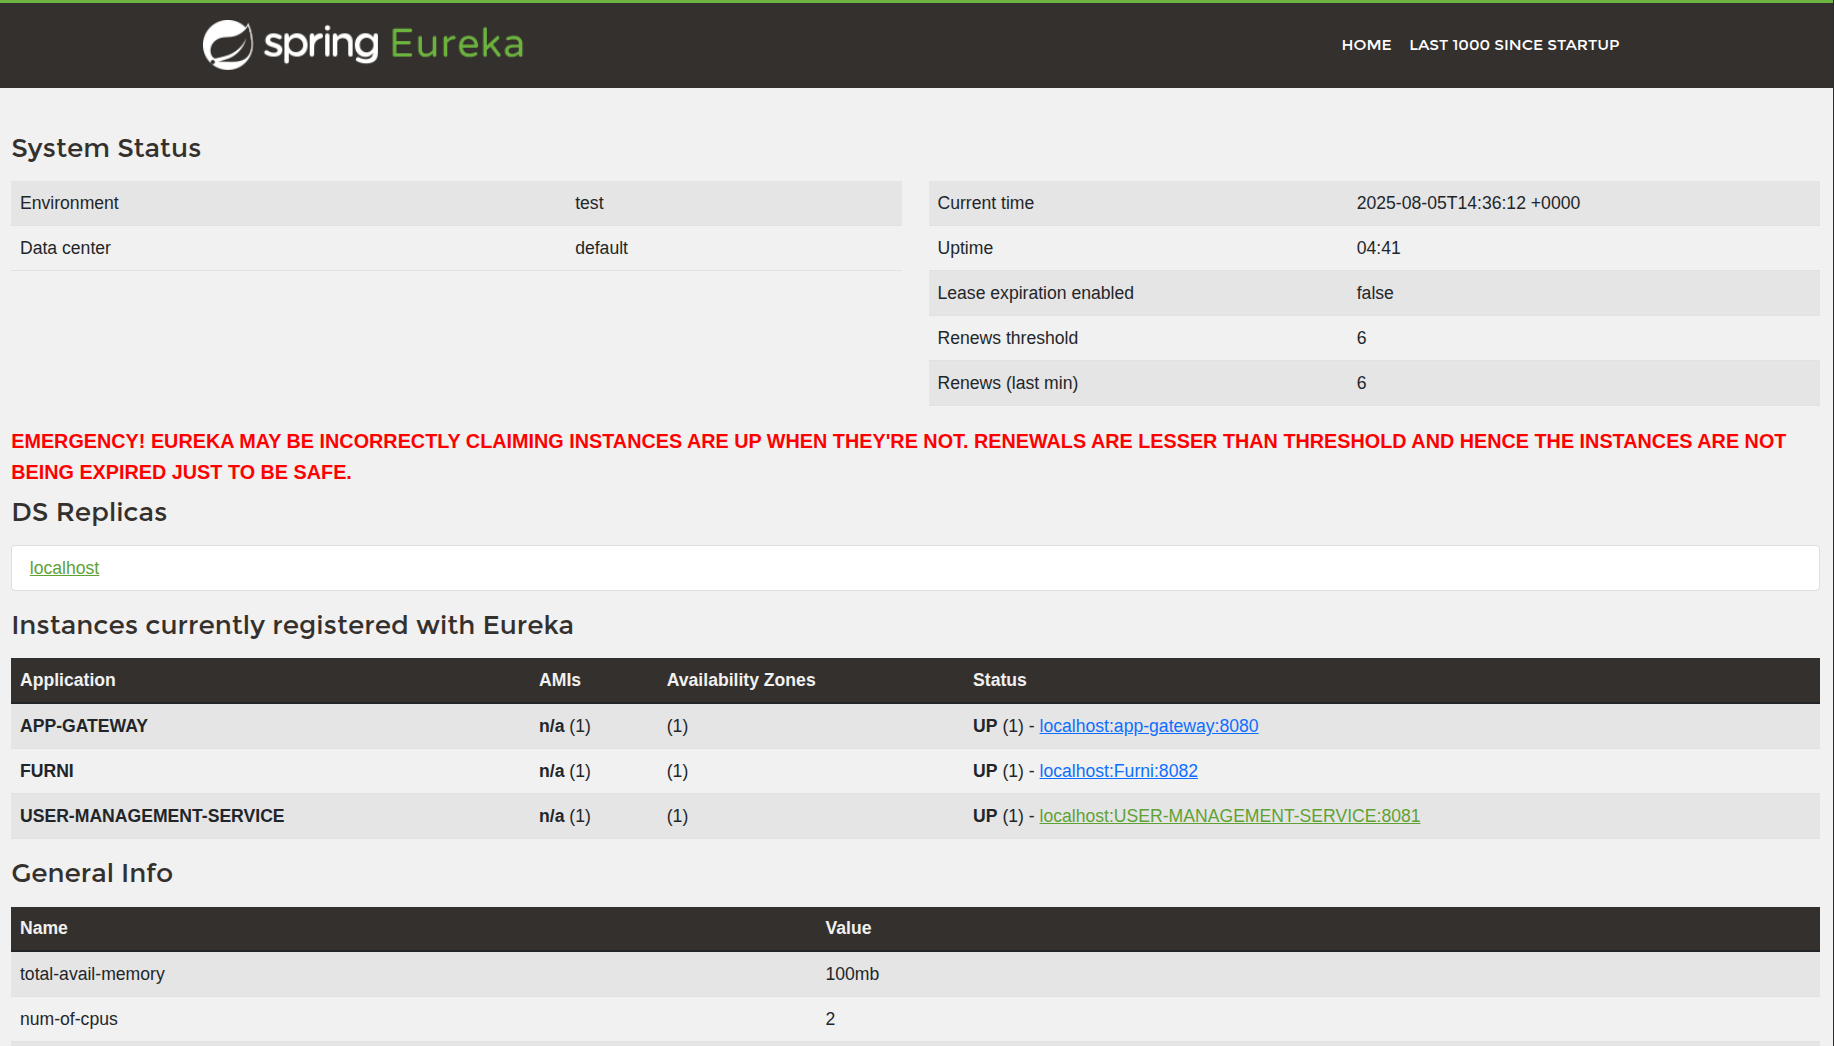 spring Eureka
HOME LAST 1000 SINCE STARTUP
System Status
Environment test
Data center default
Current time 2025-08-05T14:36:12 +0000
Uptime 04:41
Lease expiration enabled false
Renews threshold 6
Renews (last min) 6
EMERGENCY! EUREKA MAY BE INCORRECTLY CLAIMING INSTANCES ARE UP WHEN THEY'RE NOT. RENEWALS ARE LESSER THAN THRESHOLD AND HENCE THE INSTANCES ARE NOT
BEING EXPIRED JUST TO BE SAFE.
DS Replicas
localhost
Instances currently registered with Eureka
Application AMIs Availability Zones Status
APP-GATEWAY n/a (1) (1) UP (1) - localhost:app-gateway:8080
FURNI n/a (1) (1) UP (1) - localhost:Furni:8082
USER-MANAGEMENT-SERVICE n/a (1) (1) UP (1) - localhost:USER-MANAGEMENT-SERVICE:8081
General Info
Name Value
total-avail-memory 100mb
num-of-cpus 2